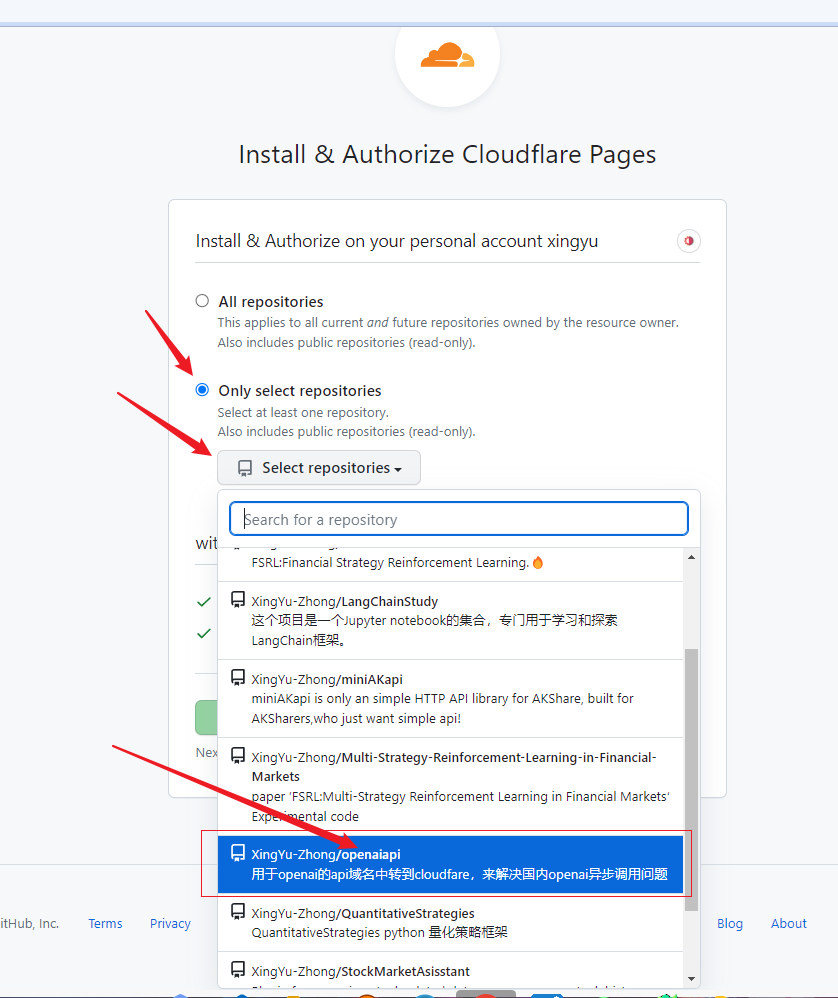 Install & Authorize Cloudflare Pages
Install & Authorize on your personal account xingyu
All repositories
This applies to all current and future repositories owned by the resource owner.
Also includes public repositories (read-only).
Only select repositories
Select at least one repository.
Also includes public repositories (read-only).
Select repositories
Search for a repository
wit
FSRL:Financial Strategy Reinforcement Learning.🔥
XingYu-Zhong/LangChainStudy
这个项目是一个Jupyter notebook的集合，专门用于学习和探索
LangChain框架。
XingYu-Zhong/miniAKapi
miniAKapi is only an simple HTTP API library for AKShare, built for
AKSharers,who just want simple api!
Nex
XingYu-Zhong/Multi-Strategy-Reinforcement-Learning-in-Financial-
Markets
paper ‘FSRL:Multi-Strategy Reinforcement Learning in Financial Markets’
Experimental code
XingYu-Zhong/openaiapi
用于openai的api域名中转到cloudfare，来解决国内openai异步调用问题
XingYu-Zhong/QuantitativeStrategies
QuantitativeStrategies python 量化策略框架
XingYu-Zhong/StockMarketAsisstant
itHub, Inc.
Terms
Privacy
Blog
About